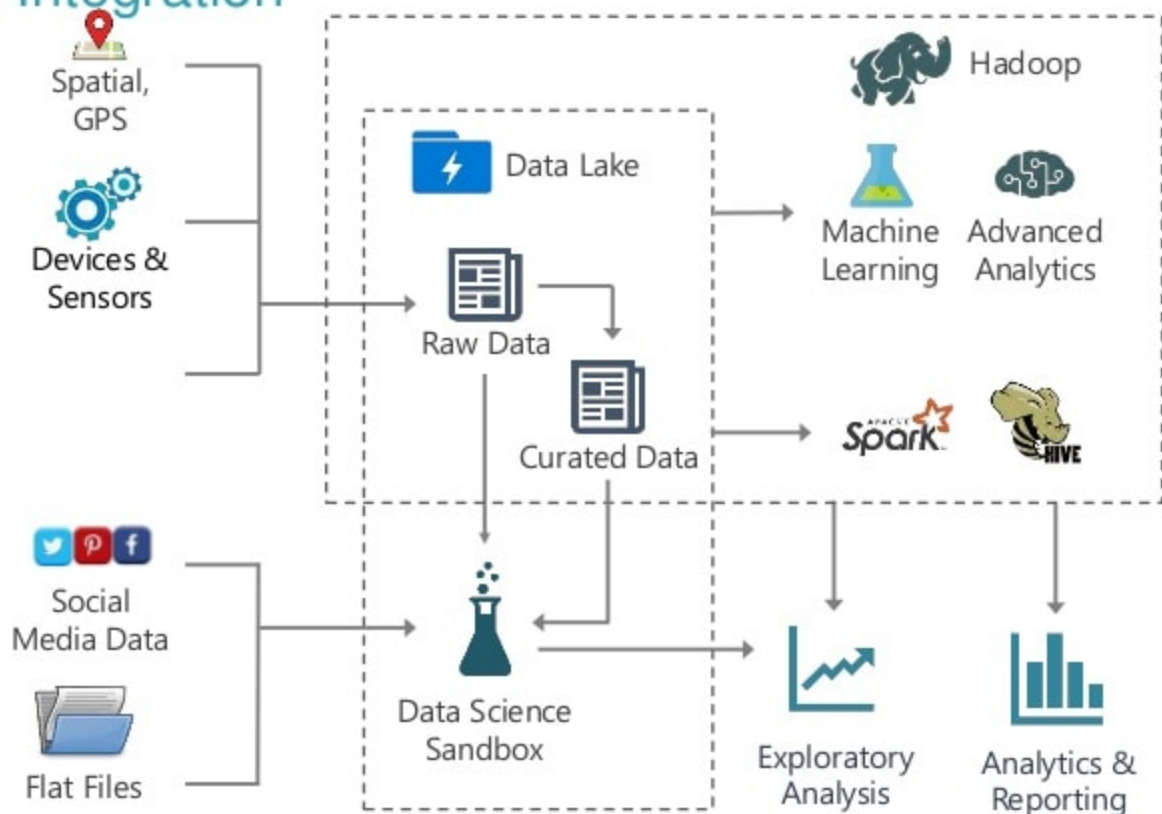 Integration
Spatial,
GPS
Devices &
Sensors
Social
Media Data
Flat Files
Data Lake
Raw Data
Curated Data
Data Science
Sandbox
Hadoop
Machine
Learning
Advanced
Analytics
APACHE
Spark
HIVE
Exploratory
Analysis
Analytics &
Reporting